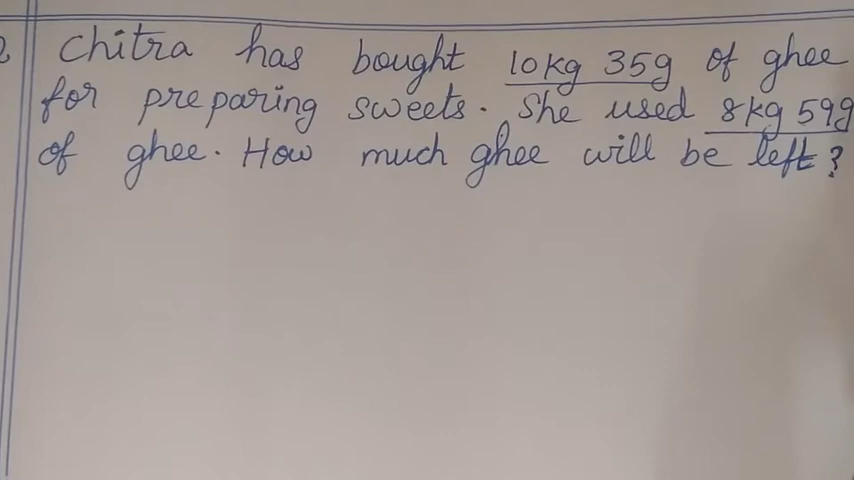 Chitra has bought 10kg 35g of ghee
for preparing sweets. She used 8kg 59g
of ghee. How much ghee will be left?